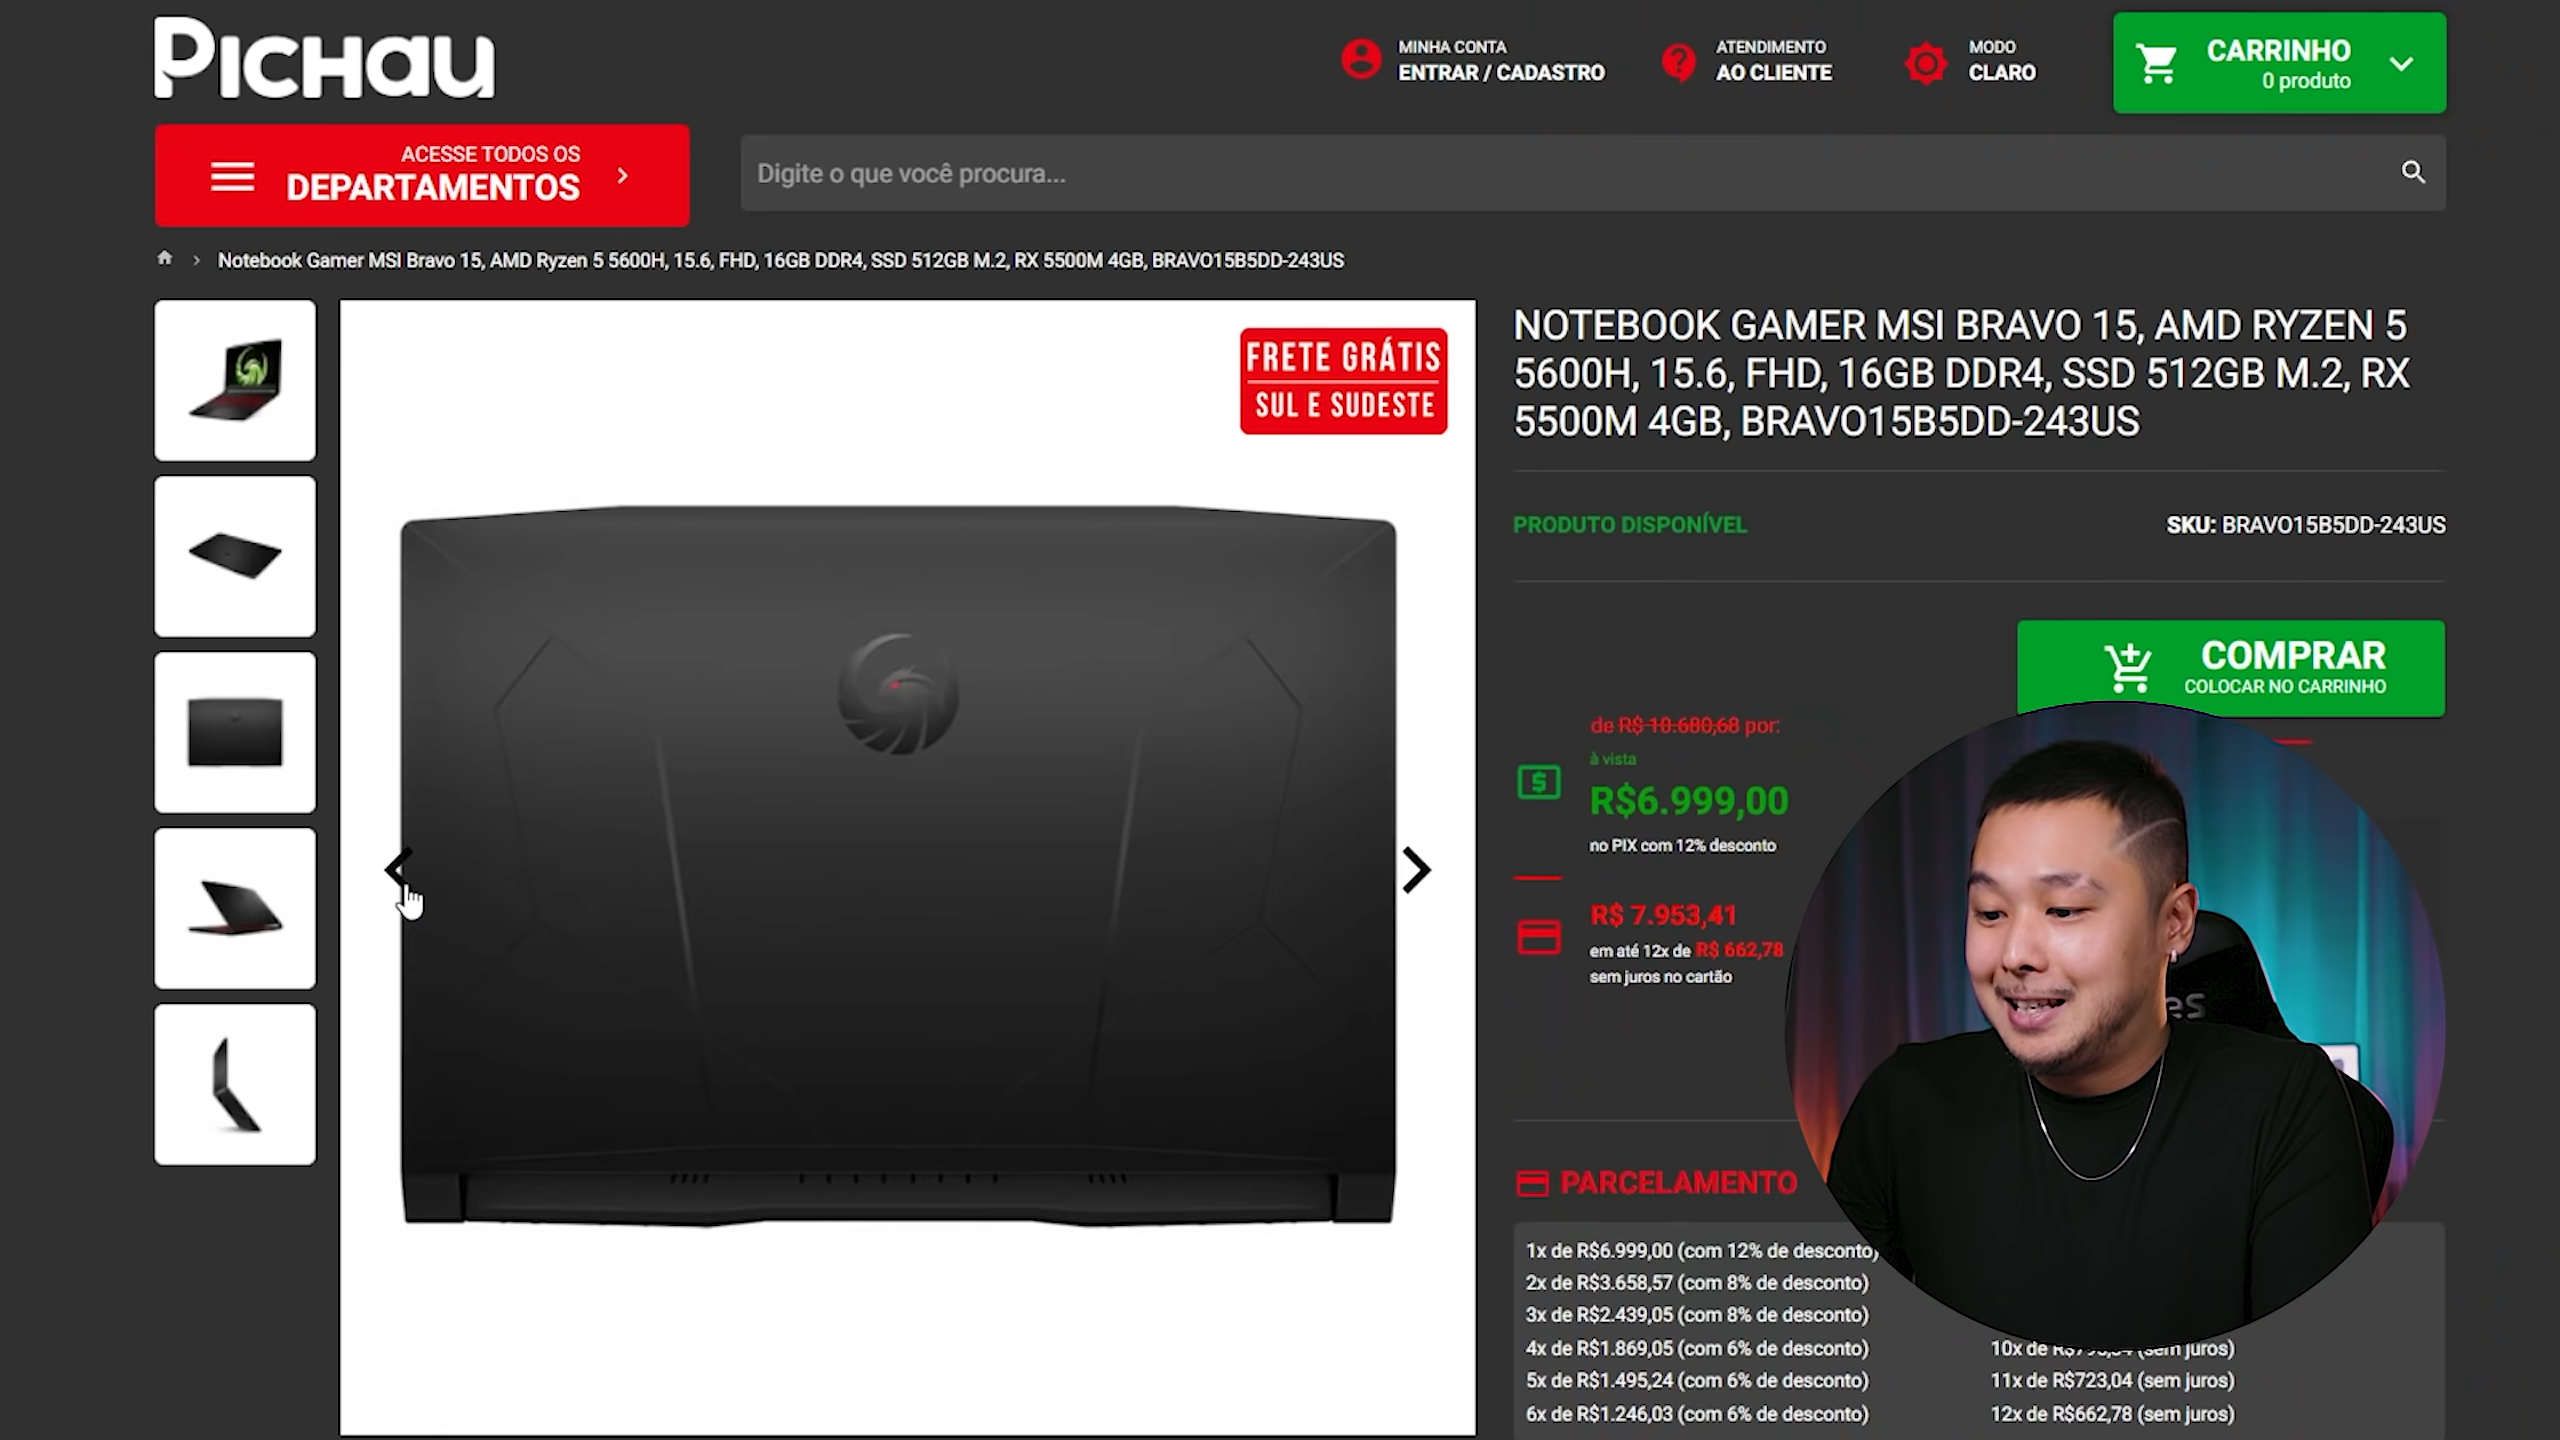 PICHAU
MINHA CONTA
ENTRAR / CADASTRO
ATENDIMENTO
AO CLIENTE
MODO
CLARO
CARRINHO
0 produto
ACESSE TODOS OS
DEPARTAMENTOS
Digite o que você procura...
Notebook Gamer MSI Bravo 15, AMD Ryzen 5 5600H, 15.6, FHD, 16GB DDR4, SSD 512GB M.2, RX 5500M 4GB, BRAVO15B5DD-243US
FRETE GRÁTIS
SUL E SUDESTE
NOTEBOOK GAMER MSI BRAVO 15, AMD RYZEN 5
5600H, 15.6, FHD, 16GB DDR4, SSD 512GB M.2, RX
5500M 4GB, BRAVO15B5DD-243US
PRODUTO DISPONÍVEL
SKU: BRAVO15B5DD-243US
COMPRAR
COLOCAR NO CARRINHO
de R$ 10.680,68 por:
à vista
R$6.999,00
no PIX com 12% desconto
R$ 7.953,41
em até 12x de R$ 662,78
sem juros no cartão
PARCELAMENTO
1x de R$6.999,00 (com 12% de desconto)
2x de R$3.658,57 (com 8% de desconto)
3x de R$2.439,05 (com 8% de desconto)
4x de R$1.869,05 (com 6% de desconto)
5x de R$1.495,24 (com 6% de desconto)
6x de R$1.246,03 (com 6% de desconto)
10x de (sem juros)
11x de R$723,04 (sem juros)
12x de R$662,78 (sem juros)